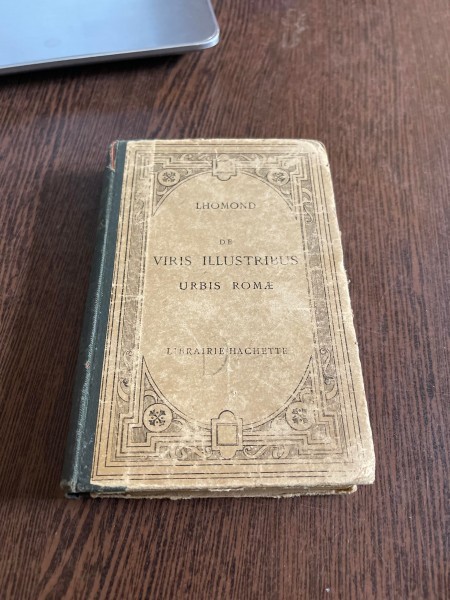 LHOMOND
DE
VIRIS ILLUSTRIBUS
URBIS ROMÆ
LIBRAIRIE HACHETTE